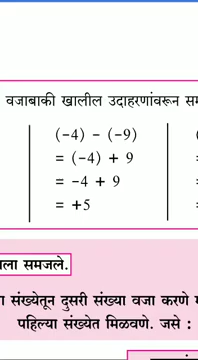 वजाबाकी खालील उदाहरणांवरून
(-4) - (-9)
= (-4) + 9
= -4 + 9
= +5
समजले.
संख्येतून दुसरी संख्या वजा करणे
पहिल्या संख्येत मिळवणे. जसे :